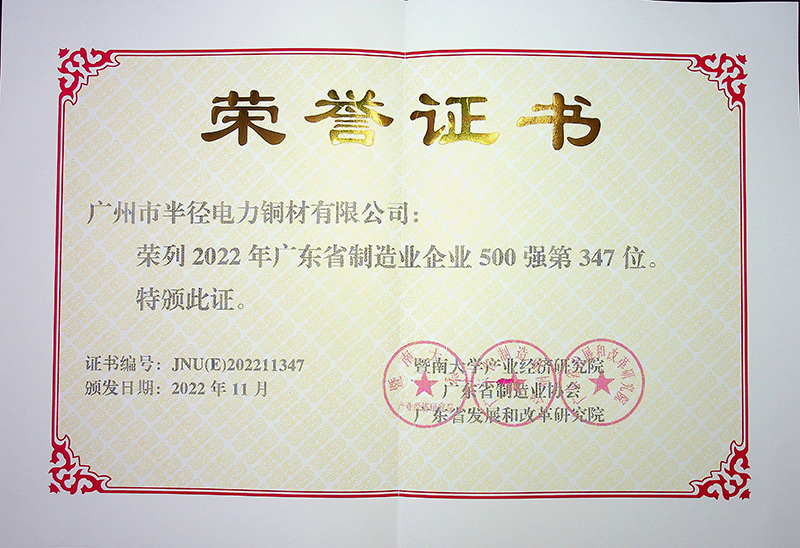 荣誉证书
广州市半径电力铜材有限公司：
荣列 2022 年广东省制造业企业 500 强第 347 位。
特颁此证。
证书编号：JNU(E)202211347
颁发日期：2022 年 11 月
暨南大学产业经济研究院
广东省制造业协会
广东省发展和改革研究院